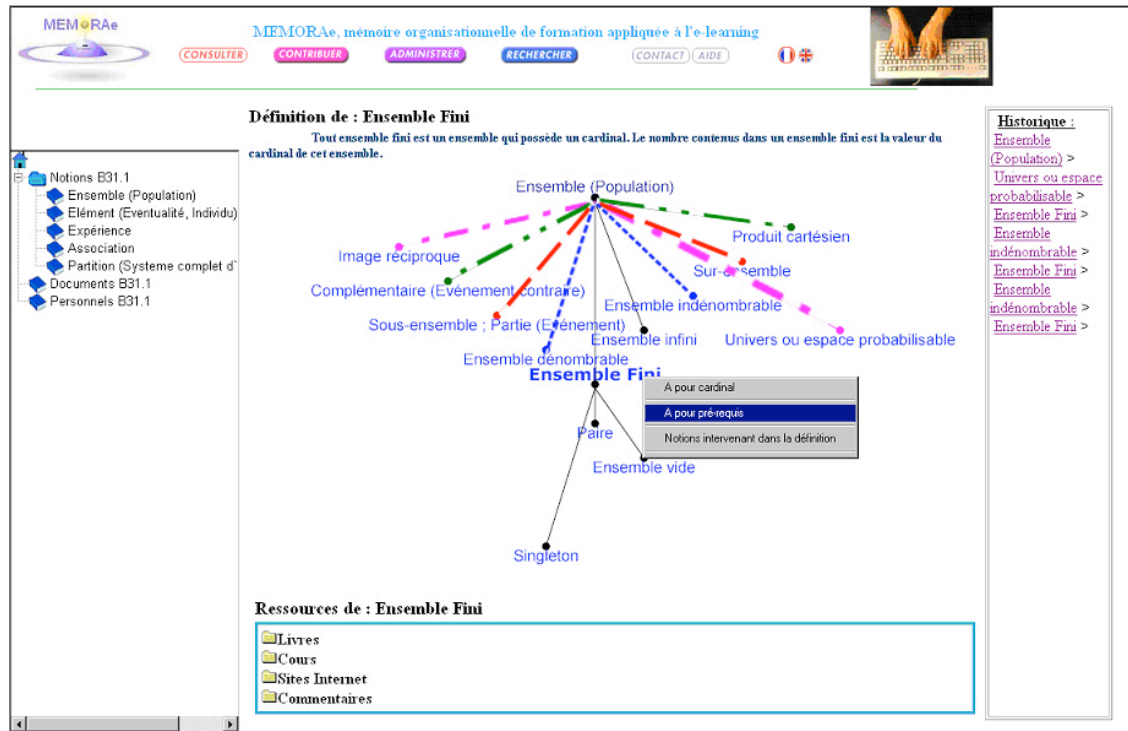 MEMORAe
MEMORAe, mémoire organisationnelle de formation appliquée à l'e-learning
CONSULTER
CONTRIBUER
ADMINISTRER
RECHERCHER
CONTACT
AIDE
Notions B31.1
Ensemble (Population)
Elément (Eventualité, Individu)
Expérience
Association
Partition (Systeme complet d'
Documents B31.1
Personnels B31.1
Définition de : Ensemble Fini
Tout ensemble fini est un ensemble qui possède un cardinal. Le nombre contenus dans un ensemble fini est la valeur du
cardinal de cet ensemble.
Ensemble (Population)
Produit cartésien
Image réciproque
Sur-ensemble
Complémentaire (Evénement contraire)
Ensemble indénombrable
Sous-ensemble ; Partie (Evénement)
Ensemble infini
Univers ou espace probabilisable
Ensemble dénombrable
Ensemble Fini
A pour cardinal
A pour pré-requis
Notions intervenant dans la définition
Paire
Ensemble vide
Singleton
Ressources de : Ensemble Fini
Livres
Cours
Sites Internet
Commentaires
Historique :
Ensemble
(Population) >
Univers ou espace
probabilisable >
Ensemble Fini >
Ensemble
indénombrable >
Ensemble Fini >
Ensemble
indénombrable >
Ensemble Fini >